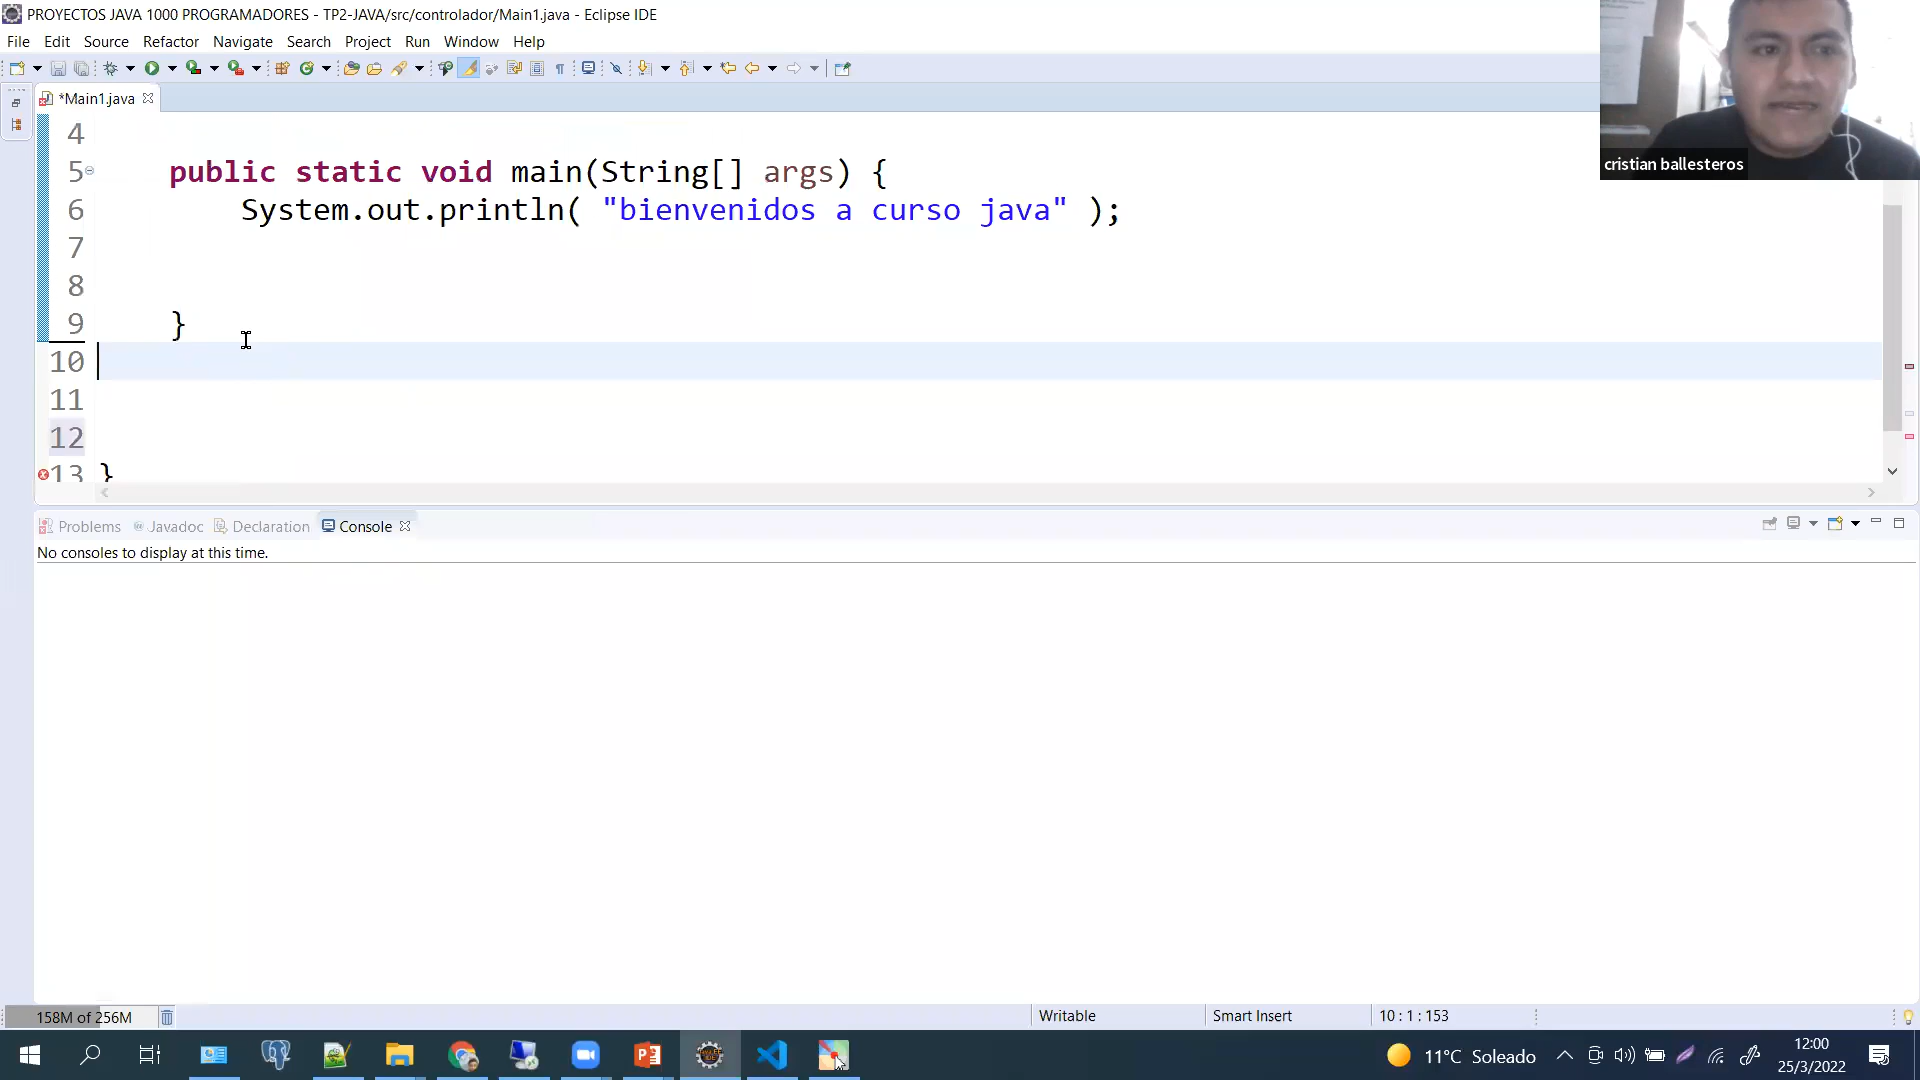 PROYECTOS JAVA 1000 PROGRAMADORES - TP2-JAVA/src/controlador/Main1.java - Eclipse IDE
File Edit Source Refactor Navigate Search Project Run Window Help
*Main1.java
cristian ballesteros
4
5 public static void main(String[] args) {
6 System.out.println( "bienvenidos a curso java" );
7
8
9 }
10
11
12
13 }
Problems Javadoc Declaration Console
No consoles to display at this time.
158M of 256M Writable Smart Insert 10 : 1 : 153
11°C Soleado 12:00
25/3/2022